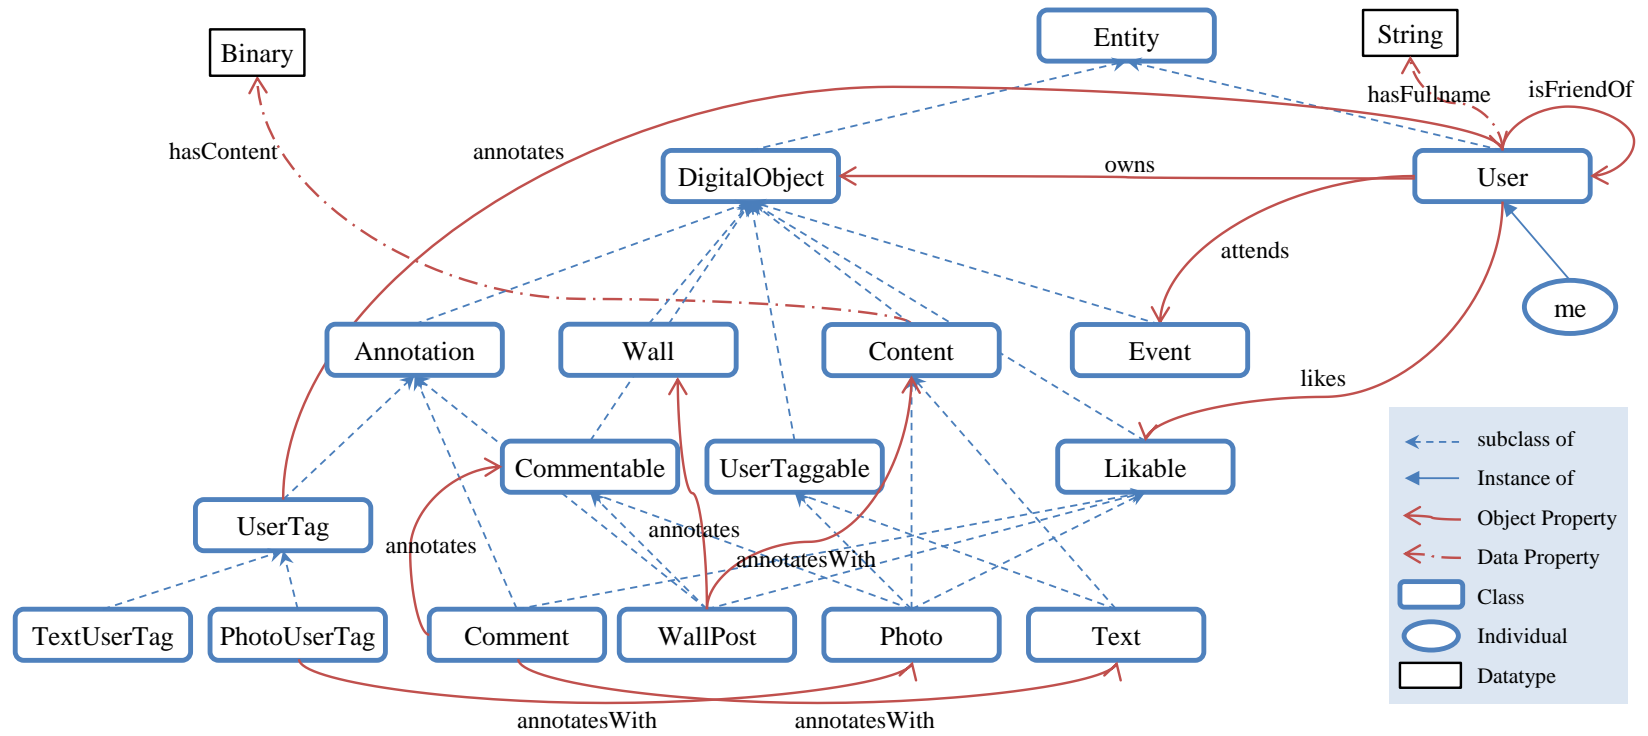 Entity
String
Binary
hasFullname
isFriendOf
hasContent
annotates
owns
DigitalObject
User
attends
me
Annotation
Wall
Content
Event
likes
subclass of
Commentable
UserTaggable
Likable
Instance of
Object Property
UserTag
annotates
annotates
annotatesWith
Data Property
Class
TextUserTag
PhotoUserTag
Comment
WallPost
Photo
Text
Individual
Datatype
annotatesWith
annotatesWith